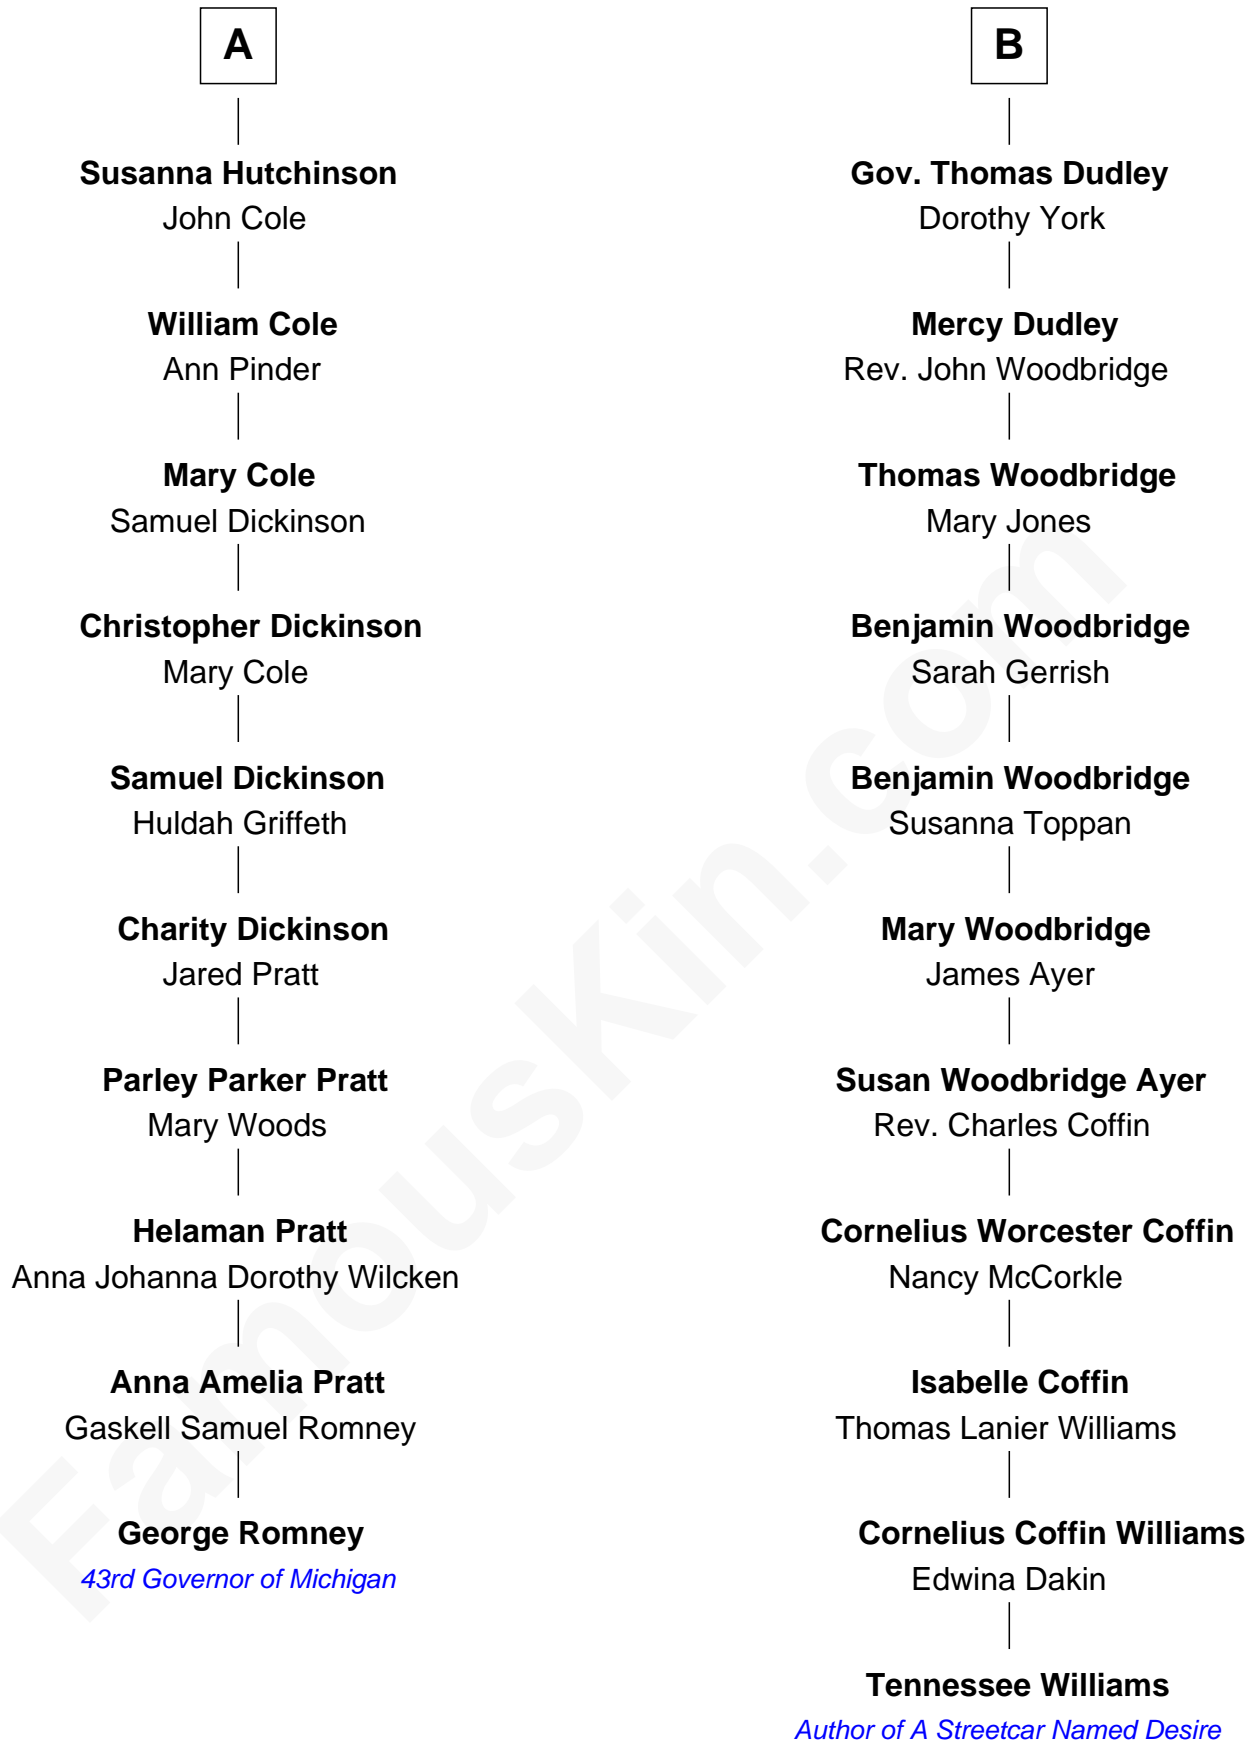 A
Susanna Hutchinson
John Cole
William Cole
Ann Pinder
Mary Cole
Samuel Dickinson
Christopher Dickinson
Mary Cole
Samuel Dickinson
Huldah Griffeth
Charity Dickinson
Jared Pratt
Parley Parker Pratt
Mary Woods
Helaman Pratt
Anna Johanna Dorothy Wilcken
Anna Amelia Pratt
Gaskell Samuel Romney
George Romney
43rd Governor of Michigan
B
Gov. Thomas Dudley
Dorothy York
Mercy Dudley
Rev. John Woodbridge
Thomas Woodbridge
Mary Jones
Benjamin Woodbridge
Sarah Gerrish
Benjamin Woodbridge
Susanna Toppan
Mary Woodbridge
James Ayer
Susan Woodbridge Ayer
Rev. Charles Coffin
Cornelius Worcester Coffin
Nancy McCorkle
Isabelle Coffin
Thomas Lanier Williams
Cornelius Coffin Williams
Edwina Dakin
Tennessee Williams
Author of A Streetcar Named Desire
FamousKin.com